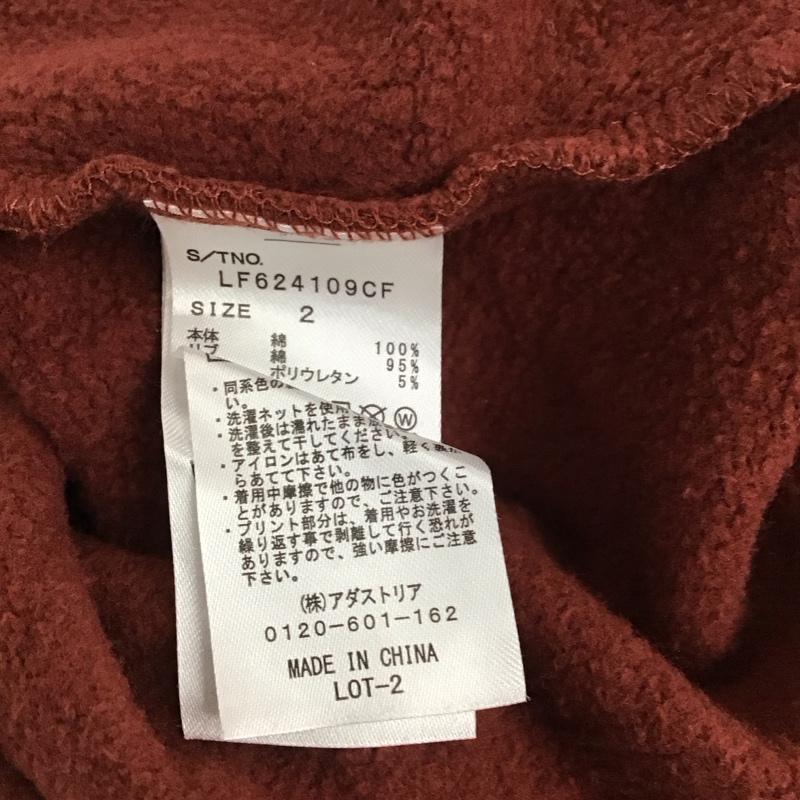 S/TNO.
LF624109CF
SIZE 2
本体 綿 100%
リブ 綿 95%
ポリウレタン 5%
Ⓦ
・同系色の
い。
・洗濯ネットを使用
・洗濯後は濡れたまま
を整えて干してください。
・アイロンはあて布をし、軽く
らあてて下さい。
・着用中摩擦で他の物に色がつくこ
とがありますので、ご注意下さい。
・プリント部分は、着用やお洗濯を
繰り返す事で剥離して行く恐れが
ありますので、強い摩擦にご注意
下さい。
(株)アダストリア
0120-601-162
MADE IN CHINA
LOT-2